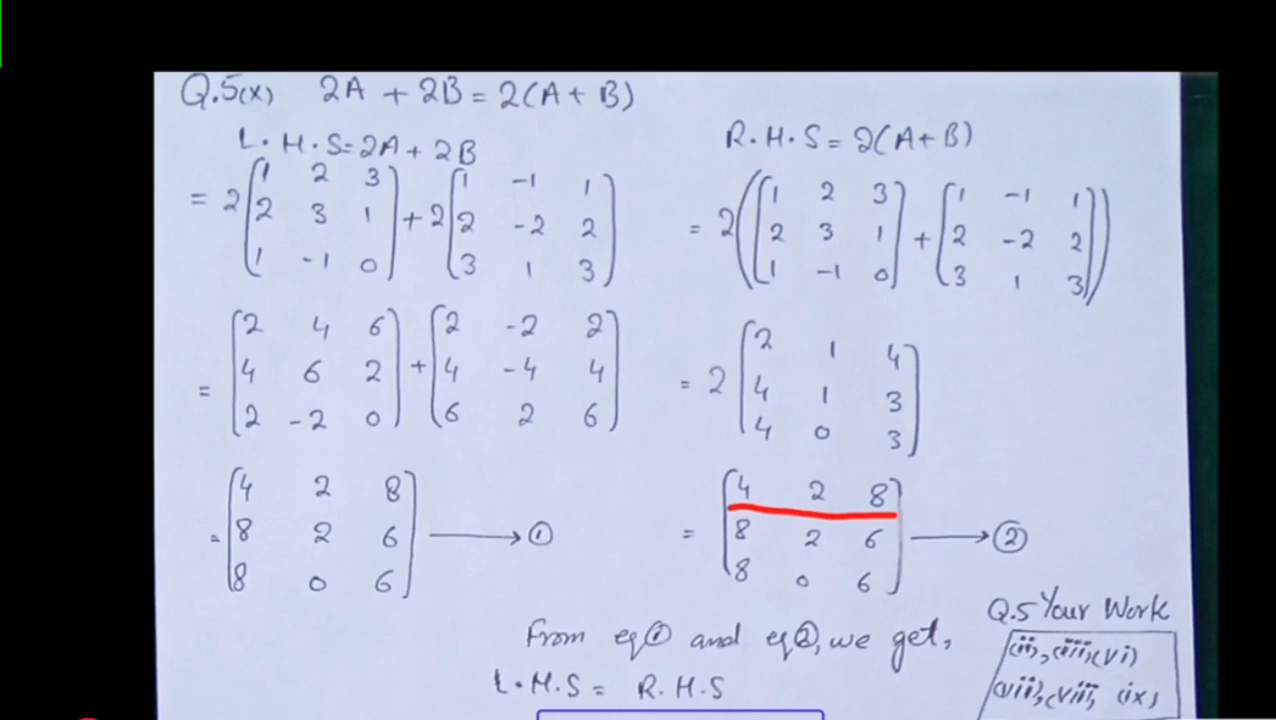 Q.5(x) 2A + 2B = 2(A + B)
L.H.S = 2A + 2B
= 2[1 2 3
2 3 1
1 -1 0] + 2[1 -1 1
2 -2 2
3 1 3]
= [2 4 6
4 6 2
2 -2 0] + [2 -2 2
4 -4 4
6 2 6]
= [4 2 8
8 2 6
8 0 6] → ①
R.H.S = 2(A + B)
= 2([1 2 3
2 3 1
1 -1 0] + [1 -1 1
2 -2 2
3 1 3])
= 2[2 1 4
4 1 3
4 0 3]
= [4 2 8
8 2 6
8 0 6] → ②
From eq① and eq②, we get,
L.H.S = R.H.S
Q.5 Your Work
(ii), (iii, (vi)
(vii), (viii, (ix)